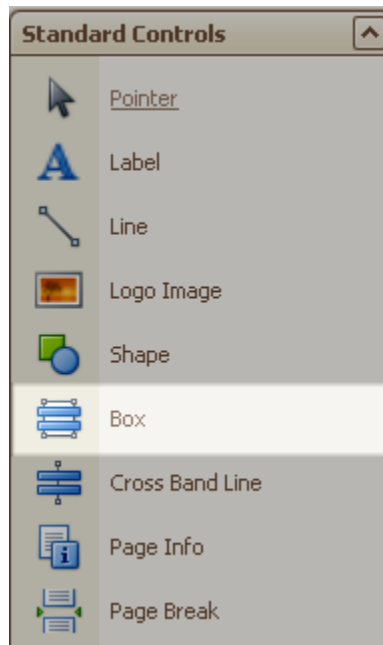 Standard Controls
Pointer
Label
Line
Logo Image
Shape
Box
Cross Band Line
Page Info
Page Break